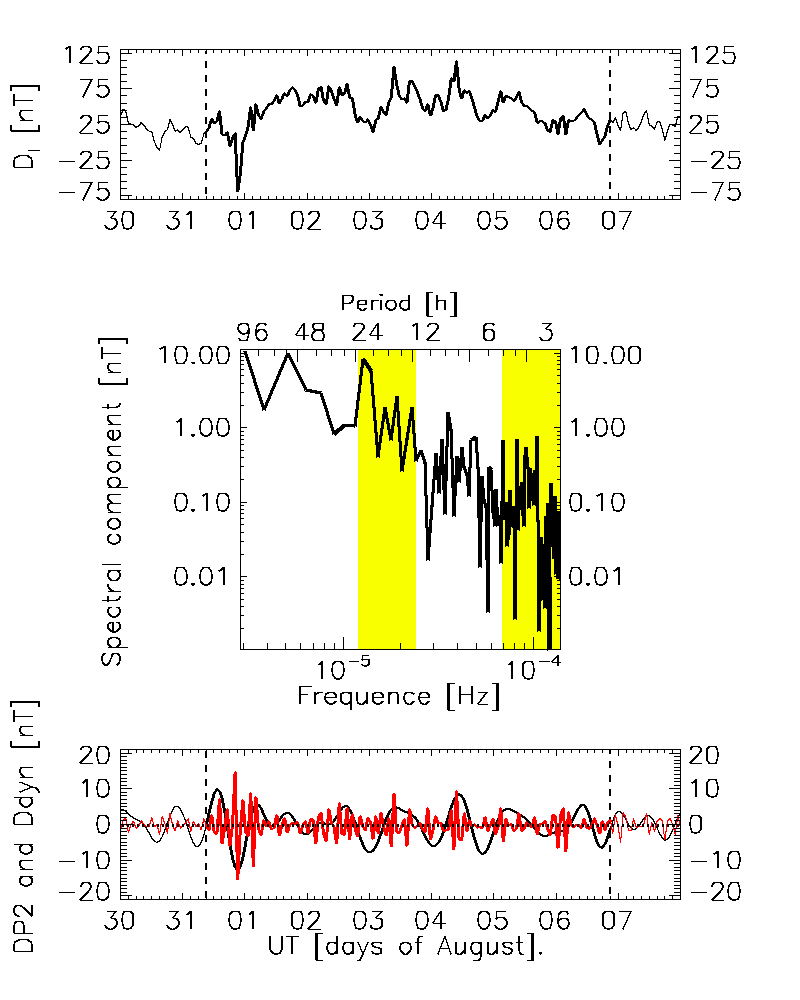 125 125
75 75
25 25
−25 −25
−75 −75
D_I [nT]
30 31 01 02 03 04 05 06 07
Period [h]
96 48 24 12 6 3
10.00 10.00
1.00 1.00
0.10 0.10
0.01 0.01
Spectral component [nT]
10^−5 10^−4
Frequence [Hz]
20 20
10 10
0 0
−10 −10
−20 −20
DP2 and Ddyn [nT]
30 31 01 02 03 04 05 06 07
UT [days of August].